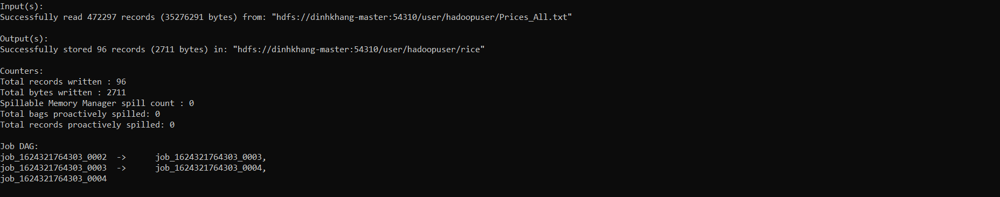 Input(s):
Successfully read 472297 records (35276291 bytes) from: "hdfs://dinhkhang-master:54310/user/hadoopuser/Prices_All.txt"
Output(s):
Successfully stored 96 records (2711 bytes) in: "hdfs://dinhkhang-master:54310/user/hadoopuser/rice"
Counters:
Total records written : 96
Total bytes written : 2711
Spillable Memory Manager spill count : 0
Total bags proactively spilled: 0
Total records proactively spilled: 0
Job DAG:
job_1624321764303_0002  ->      job_1624321764303_0003,
job_1624321764303_0003  ->      job_1624321764303_0004,
job_1624321764303_0004